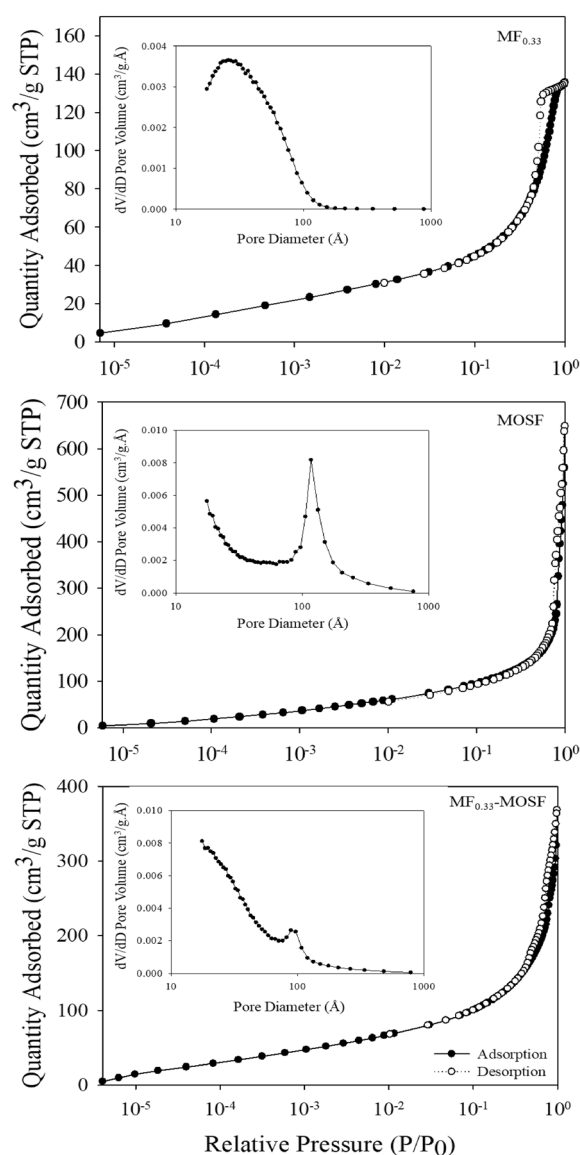 MF₀.₃₃
Quantity Adsorbed (cm³/g STP)
160
140
120
100
80
60
40
20
0
dV/dD Pore Volume (cm³/g.Å)
0.004
0.003
0.002
0.001
0.000
10 100 1000
Pore Diameter (Å)
10⁻⁵ 10⁻⁴ 10⁻³ 10⁻² 10⁻¹ 10⁰
MOSF
Quantity Adsorbed (cm³/g STP)
700
600
500
400
300
200
100
0
dV/dD Pore Volume (cm³/g.Å)
0.010
0.008
0.006
0.004
0.002
0.000
10 100 1000
Pore Diameter (Å)
10⁻⁵ 10⁻⁴ 10⁻³ 10⁻² 10⁻¹ 10⁰
MF₀.₃₃-MOSF
Quantity Adsorbed (cm³/g STP)
400
300
200
100
0
dV/dD Pore Volume (cm³/g.Å)
0.010
0.008
0.006
0.004
0.002
0.000
10 100 1000
Pore Diameter (Å)
Adsorption
Desorption
10⁻⁵ 10⁻⁴ 10⁻³ 10⁻² 10⁻¹ 10⁰
Relative Pressure (P/P₀)